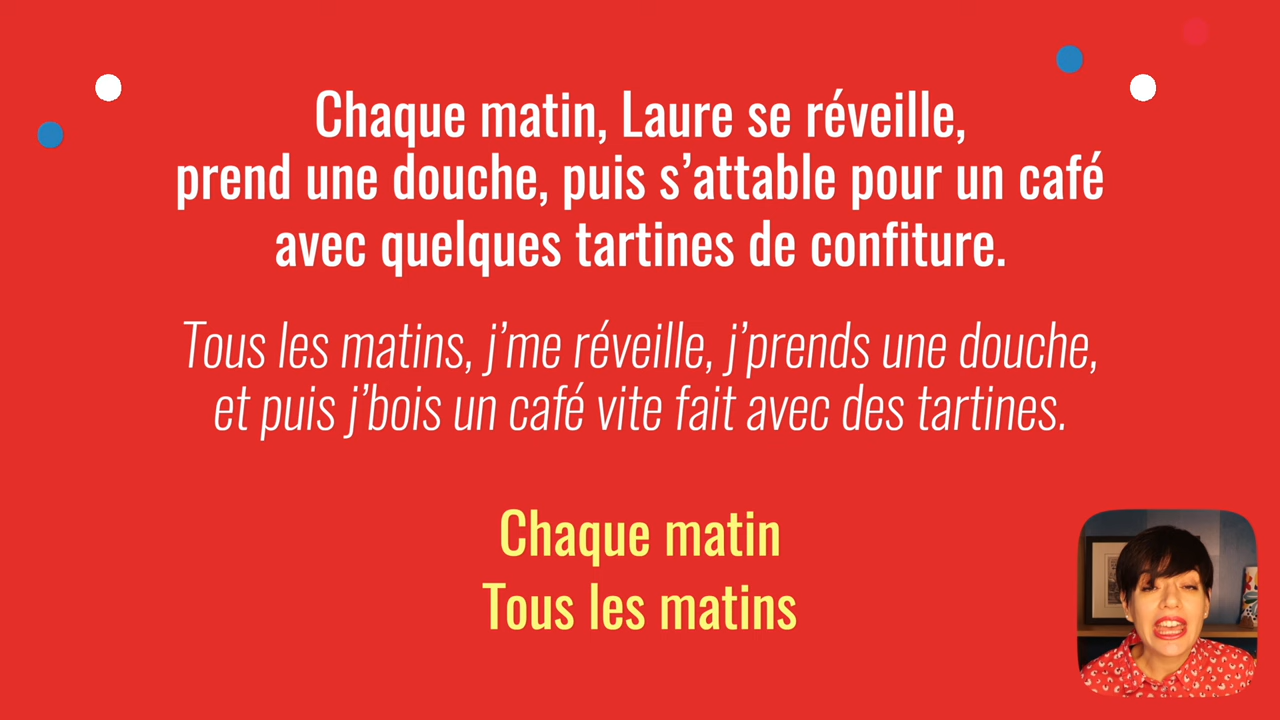 Chaque matin, Laure se réveille,
prend une douche, puis s’attable pour un café
avec quelques tartines de confiture.
Tous les matins, j’me réveille, j’prends une douche,
et puis j’bois un café vite fait avec des tartines.
Chaque matin
Tous les matins